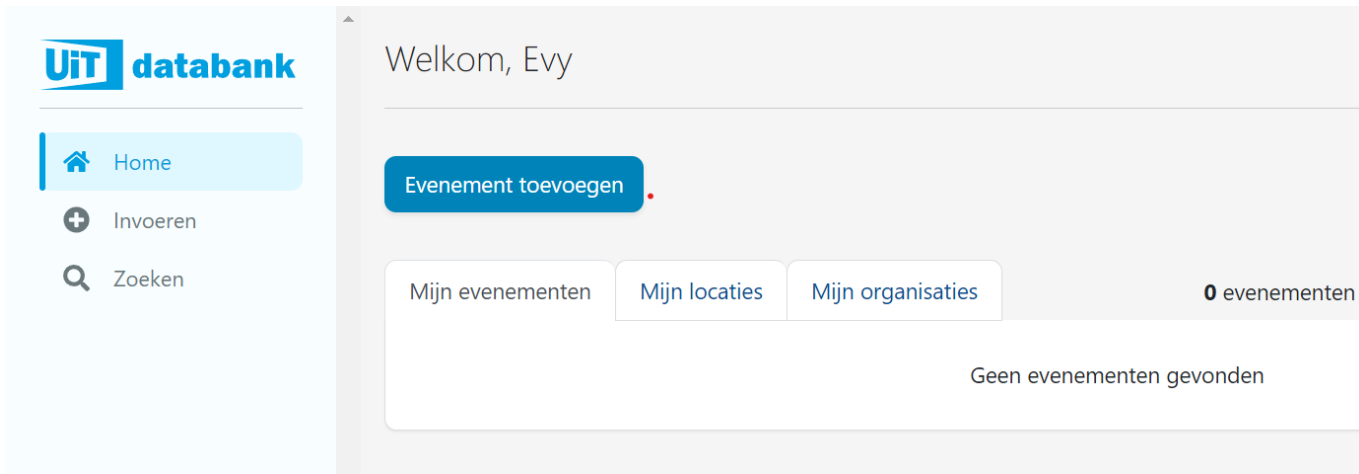 UiT databank
Home
Invoeren
Zoeken
Welkom, Evy
Evenement toevoegen
Mijn evenementen Mijn locaties Mijn organisaties 0 evenementen
Geen evenementen gevonden